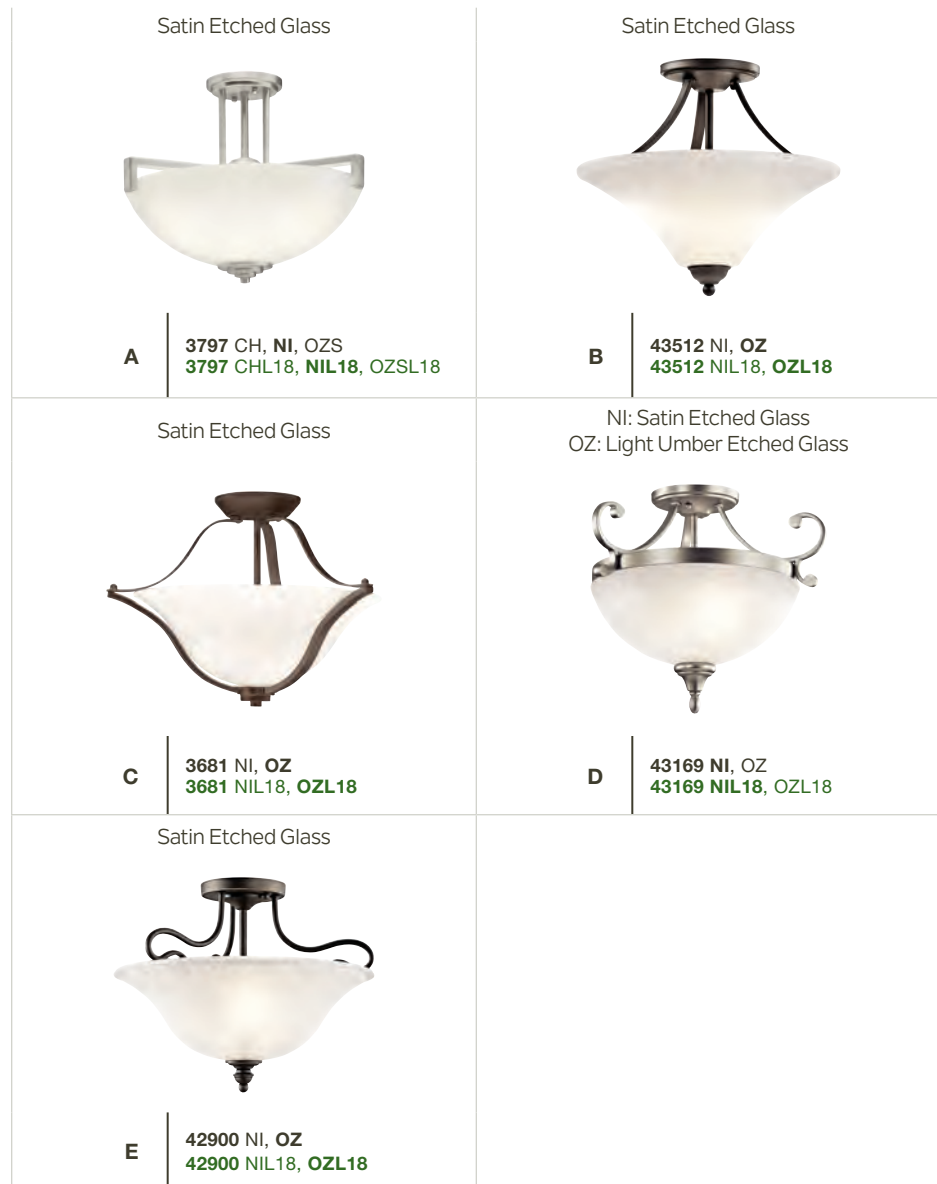 Satin Etched Glass
A
3797 CH, NI, OZS
3797 CHL18, NIL18, OZSL18
Satin Etched Glass
B
43512 NI, OZ
43512 NIL18, OZL18
Satin Etched Glass
C
3681 NI, OZ
3681 NIL18, OZL18
NI: Satin Etched Glass
OZ: Light Umber Etched Glass
D
43169 NI, OZ
43169 NIL18, OZL18
Satin Etched Glass
E
42900 NI, OZ
42900 NIL18, OZL18